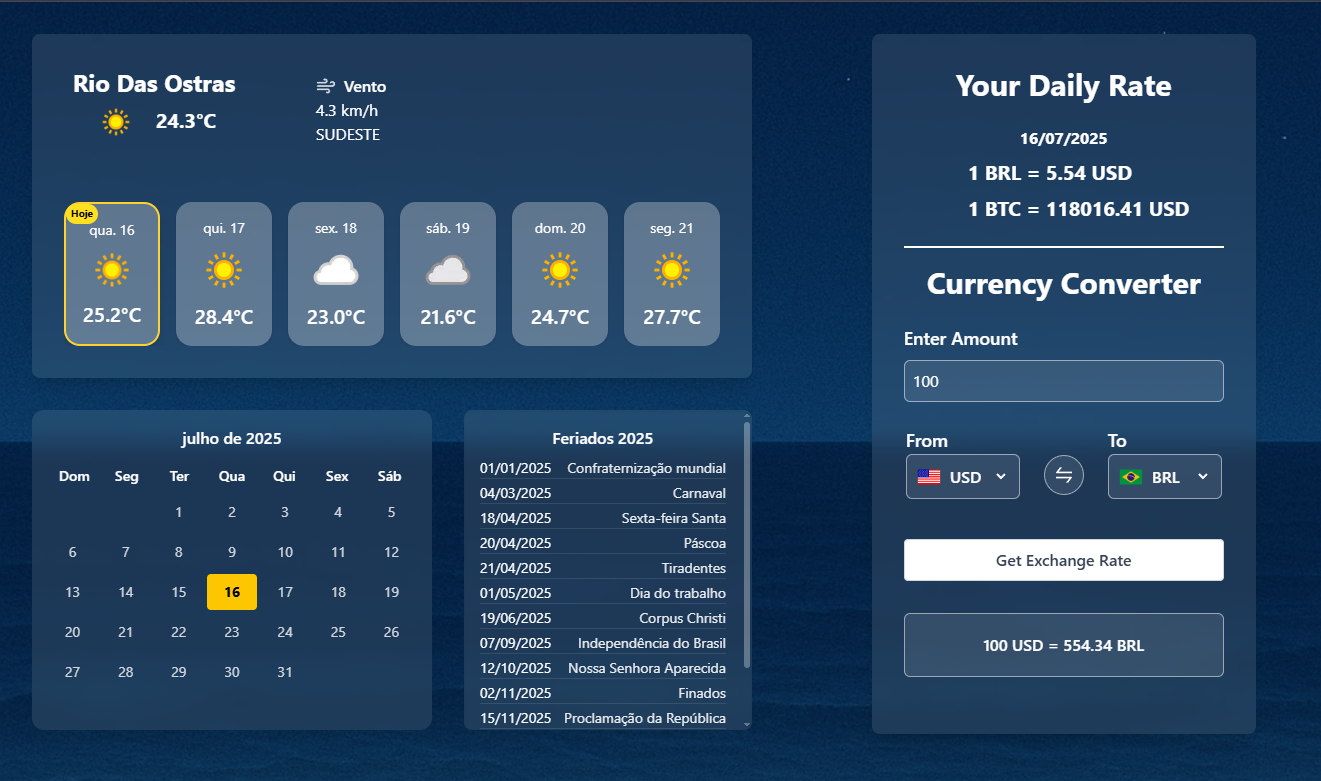 Rio Das Ostras
24.3°C
Vento
4.3 km/h
SUDESTE
Hoje
qua. 16
25.2°C
qui. 17
28.4°C
sex. 18
23.0°C
sáb. 19
21.6°C
dom. 20
24.7°C
seg. 21
27.7°C
julho de 2025
Dom Seg Ter Qua Qui Sex Sáb
1 2 3 4 5
6 7 8 9 10 11 12
13 14 15 16 17 18 19
20 21 22 23 24 25 26
27 28 29 30 31
Feriados 2025
01/01/2025 Confraternização mundial
04/03/2025 Carnaval
18/04/2025 Sexta-feira Santa
20/04/2025 Páscoa
21/04/2025 Tiradentes
01/05/2025 Dia do trabalho
19/06/2025 Corpus Christi
07/09/2025 Independência do Brasil
12/10/2025 Nossa Senhora Aparecida
02/11/2025 Finados
15/11/2025 Proclamação da República
Your Daily Rate
16/07/2025
1 BRL = 5.54 USD
1 BTC = 118016.41 USD
Currency Converter
Enter Amount
100
From To
USD BRL
Get Exchange Rate
100 USD = 554.34 BRL